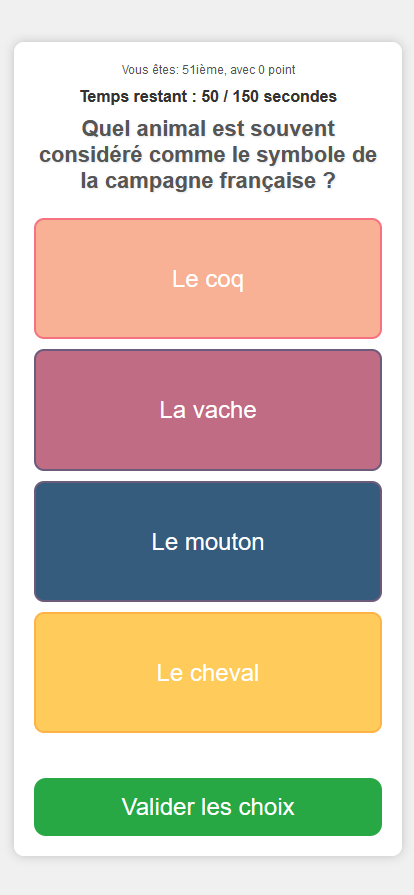 Vous êtes: 51ième, avec 0 point
Temps restant : 50 / 150 secondes
Quel animal est souvent
considéré comme le symbole de
la campagne française ?
Le coq
La vache
Le mouton
Le cheval
Valider les choix